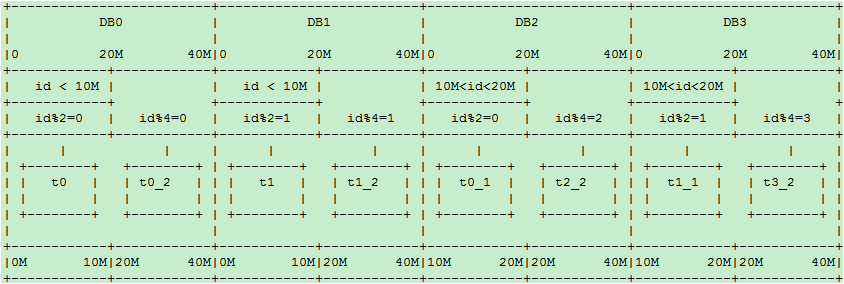 DB0 DB1 DB2 DB3
0 20M 40M 0 20M 40M 0 20M 40M 0 20M 40M
id < 10M id < 10M 10M<id<20M 10M<id<20M
id%2=0 id%4=0 id%2=1 id%4=1 id%2=0 id%4=2 id%2=1 id%4=3
t0 t0_2 t1 t1_2 t0_1 t2_2 t1_1 t3_2
0M 10M 20M 40M 0M 10M 20M 40M 10M 20M 20M 40M 10M 20M 20M 40M